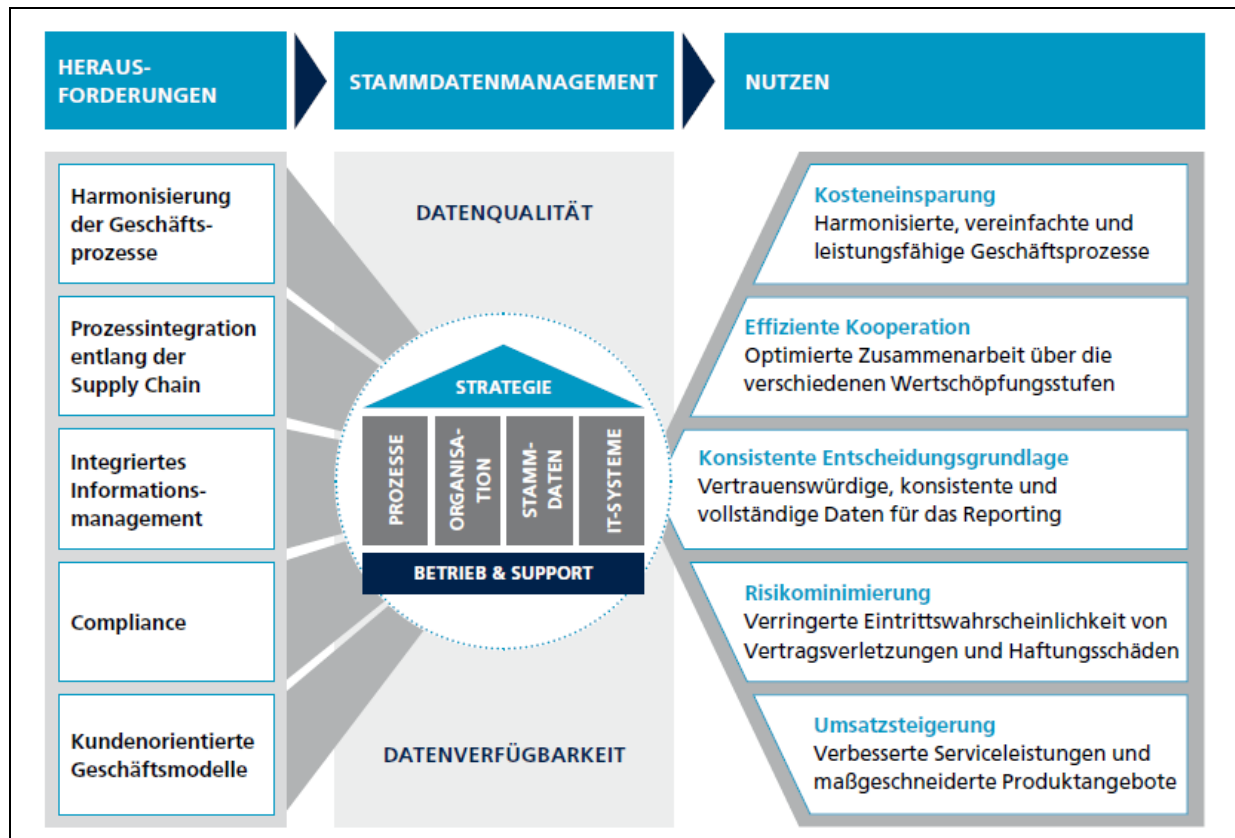 HERAUS-
FORDERUNGEN
STAMMDATENMANAGEMENT
NUTZEN
Harmonisierung
der Geschäfts-
prozesse
Prozessintegration
entlang der
Supply Chain
Integriertes
Informations-
management
Compliance
Kundenorientierte
Geschäftsmodelle
DATENQUALITÄT
STRATEGIE
PROZESSE
ORGANISA-
TION
STAMM-
DATEN
IT-SYSTEME
BETRIEB & SUPPORT
DATENVERFÜGBARKEIT
Kosteneinsparung
Harmonisierte, vereinfachte und
leistungsfähige Geschäftsprozesse
Effiziente Kooperation
Optimierte Zusammenarbeit über die
verschiedenen Wertschöpfungsstufen
Konsistente Entscheidungsgrundlage
Vertrauenswürdige, konsistente und
vollständige Daten für das Reporting
Risikominimierung
Verringerte Eintrittswahrscheinlichkeit von
Vertragsverletzungen und Haftungsschäden
Umsatzsteigerung
Verbesserte Serviceleistungen und
maßgeschneiderte Produktangebote